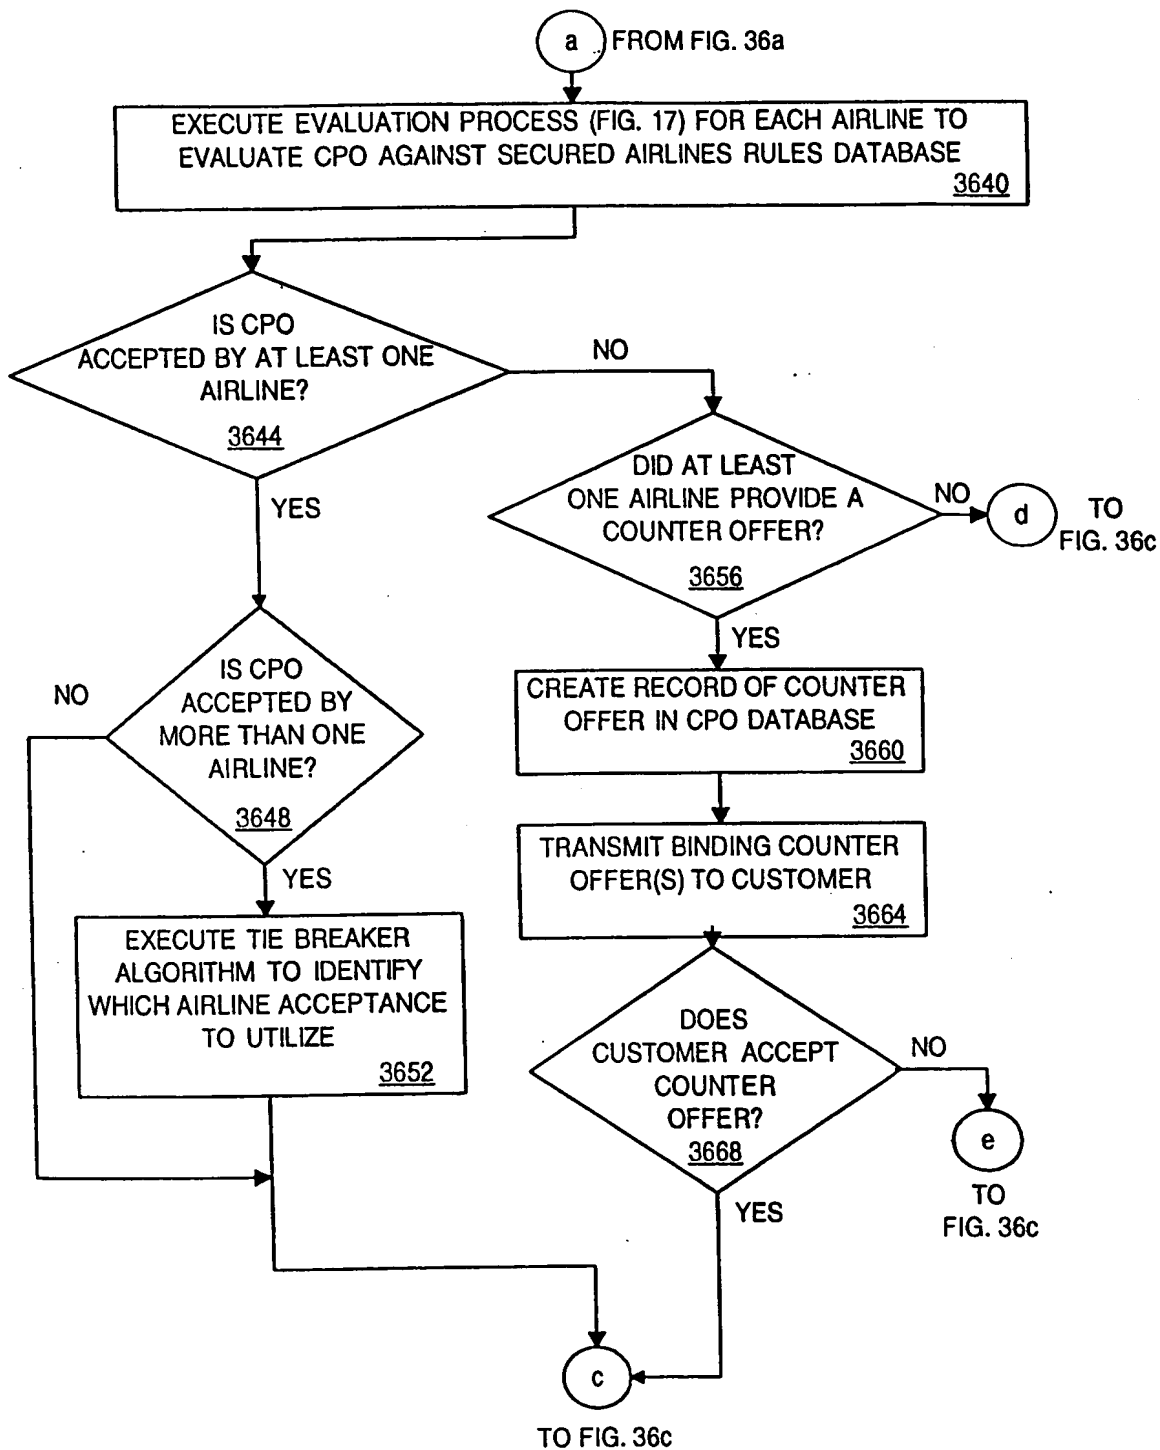 a FROM FIG. 36a
EXECUTE EVALUATION PROCESS (FIG. 17) FOR EACH AIRLINE TO
EVALUATE CPO AGAINST SECURED AIRLINES RULES DATABASE
3640
IS CPO
ACCEPTED BY AT LEAST ONE
AIRLINE?
3644
NO
YES
DID AT LEAST
ONE AIRLINE PROVIDE A
COUNTER OFFER?
3656
NO
d
TO
FIG. 36c
YES
IS CPO
ACCEPTED BY
MORE THAN ONE
AIRLINE?
3648
NO
YES
CREATE RECORD OF COUNTER
OFFER IN CPO DATABASE
3660
TRANSMIT BINDING COUNTER
OFFER(S) TO CUSTOMER
3664
EXECUTE TIE BREAKER
ALGORITHM TO IDENTIFY
WHICH AIRLINE ACCEPTANCE
TO UTILIZE
3652
DOES
CUSTOMER ACCEPT
COUNTER
OFFER?
3668
NO
e
TO
FIG. 36c
YES
c
TO FIG. 36c